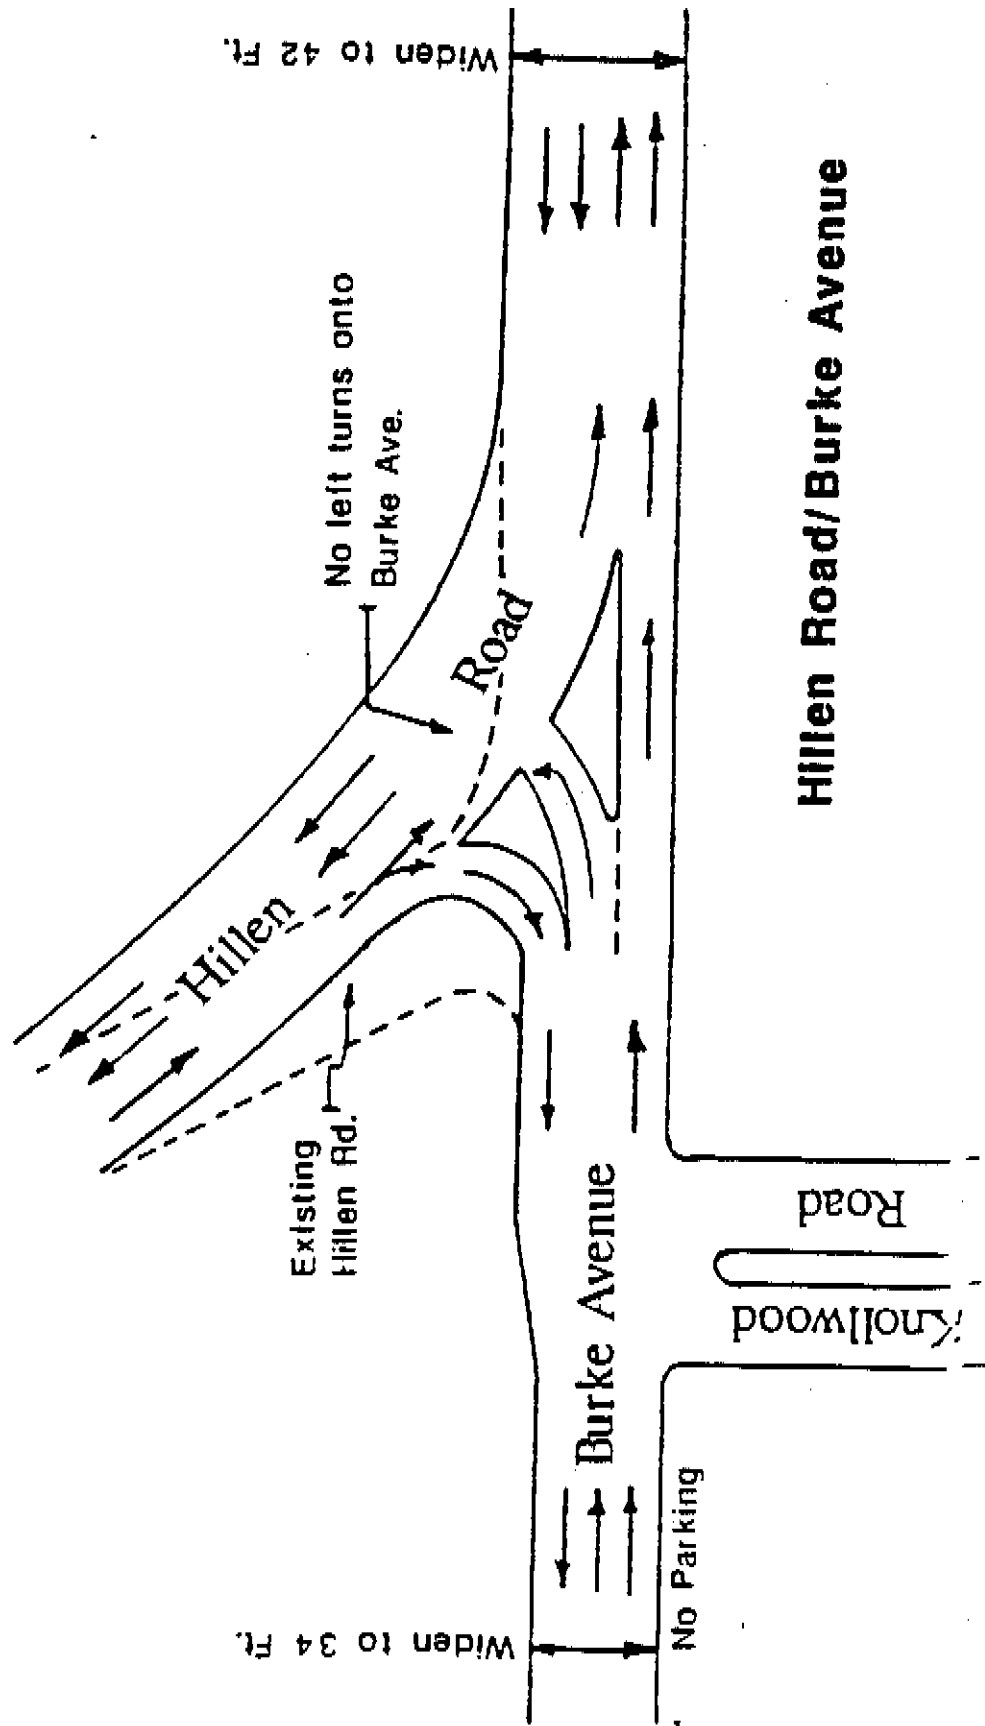 Widen to 42 Ft.
No left turns onto
Burke Ave.
Road
Hillen
Existing
Hillen Rd.
Burke Avenue
Knollwood
Road
No Parking
Widen to 34 Ft.
Hillen Road/Burke Avenue